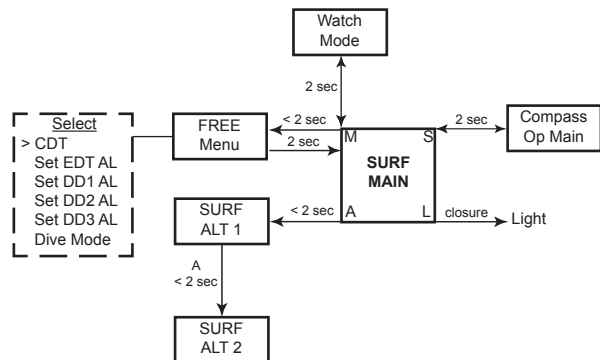 Watch
Mode
2 sec
Select
> CDT
Set EDT AL
Set DD1 AL
Set DD2 AL
Set DD3 AL
Dive Mode
FREE
Menu
< 2 sec
2 sec
M
S
SURF
MAIN
A
L
2 sec
Compass
Op Main
SURF
ALT 1
< 2 sec
closure
Light
A
< 2 sec
SURF
ALT 2